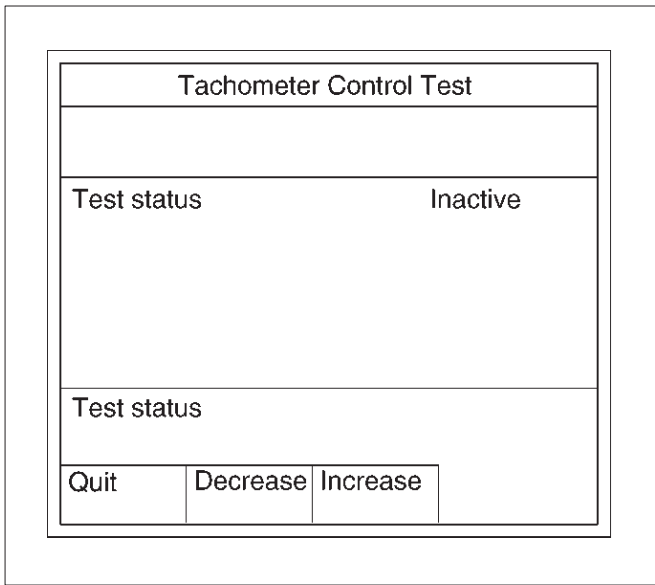 Tachometer Control Test
Test status Inactive
Test status
Quit Decrease Increase